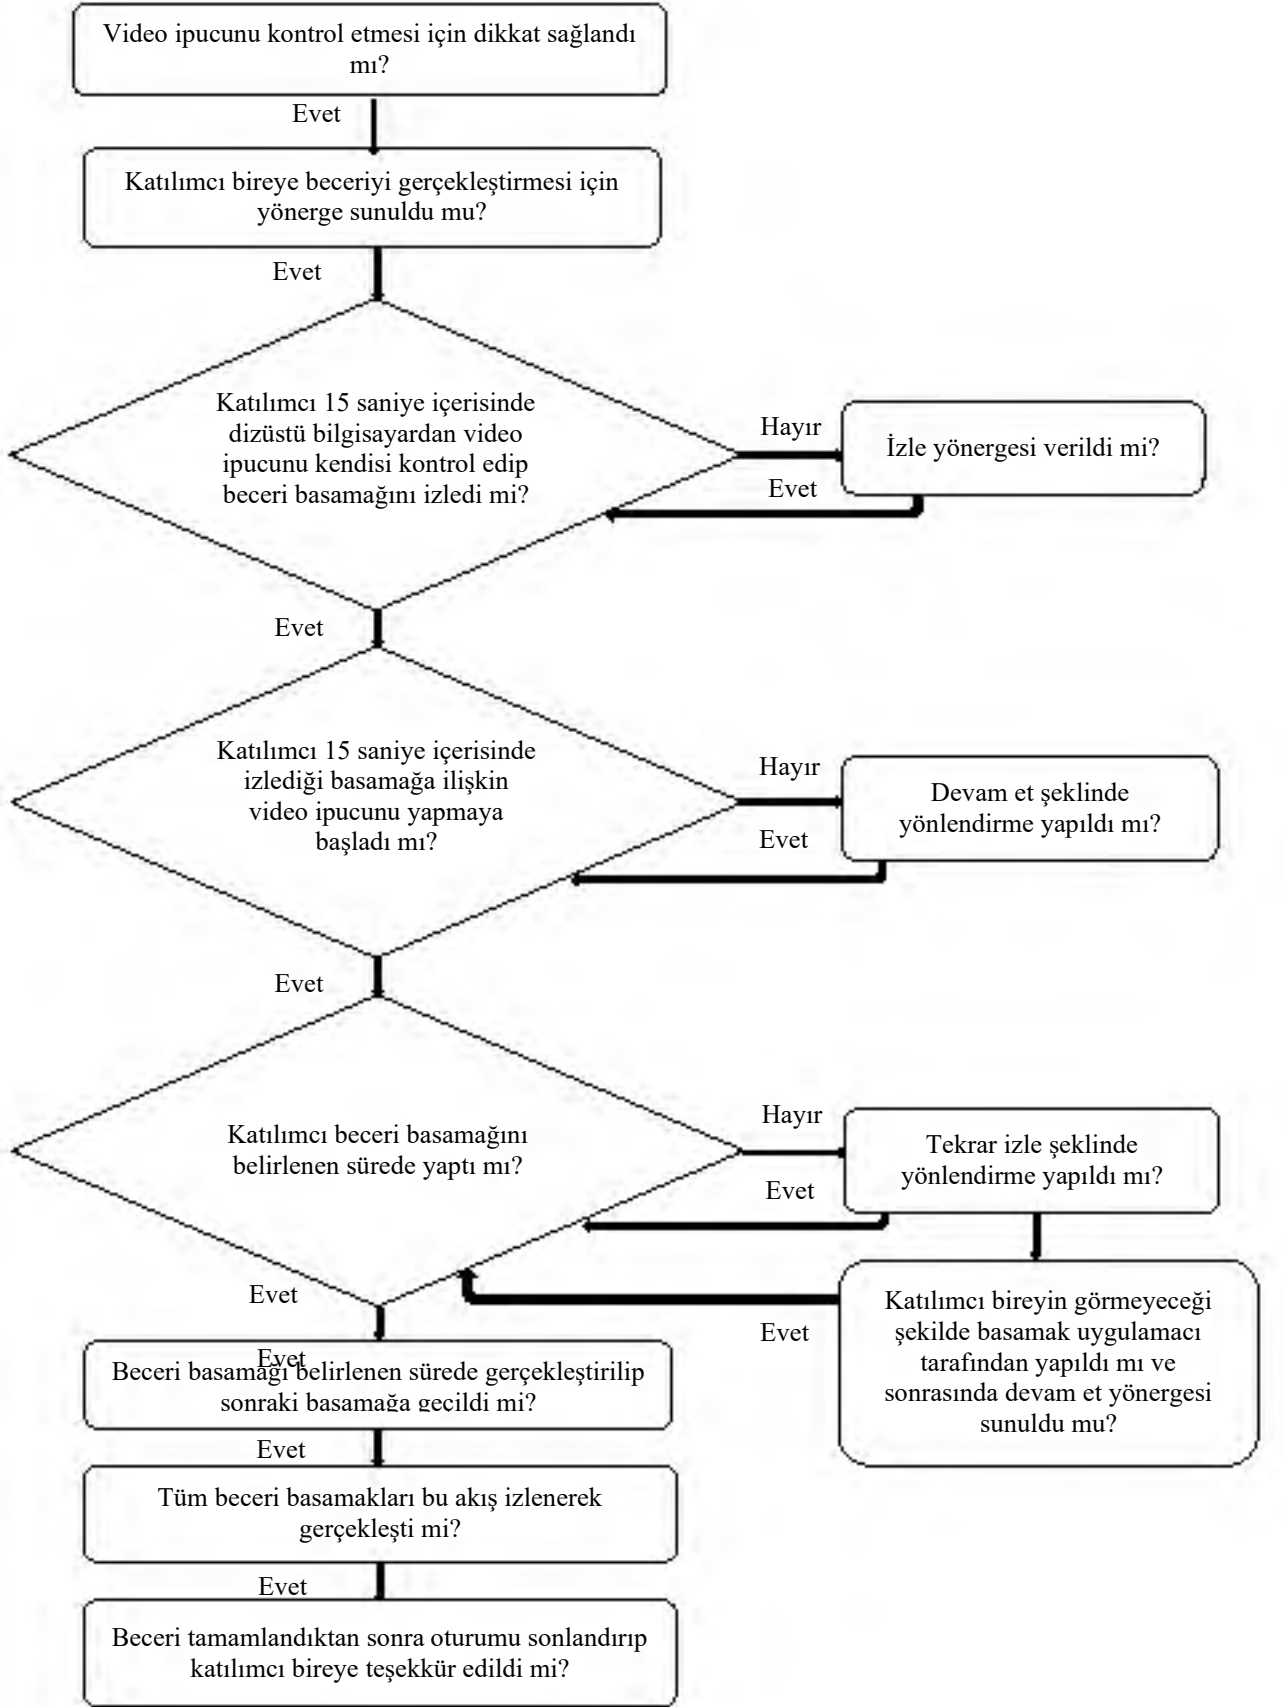 Video ipucunu kontrol etmesi için dikkat sağlandı
mı?
Evet
Katılımcı bireye beceriyi gerçekleştirmesi için
yönerge sunuldu mu?
Evet
Katılımcı 15 saniye içerisinde
dizüstü bilgisayardan video
ipucunu kendisi kontrol edip
beceri basamağını izledi mi?
Hayır
İzle yönergesi verildi mi?
Evet
Evet
Katılımcı 15 saniye içerisinde
izlediği basamağa ilişkin
video ipucunu yapmaya
başladı mı?
Hayır
Devam et şeklinde
yönlendirme yapıldı mı?
Evet
Evet
Katılımcı beceri basamağını
belirlenen sürede yaptı mı?
Hayır
Tekrar izle şeklinde
yönlendirme yapıldı mı?
Evet
Katılımcı bireyin görmeyeceği
şekilde basamak uygulamacı
tarafından yapıldı mı ve
sonrasında devam et yönergesi
sunuldu mu?
Evet
Evet
Evet
Beceri basamağı belirlenen sürede gerçekleştirilip
sonraki basamağa geçildi mi?
Evet
Tüm beceri basamakları bu akış izlenerek
gerçekleşti mi?
Evet
Beceri tamamlandıktan sonra oturumu sonlandırıp
katılımcı bireye teşekkür edildi mi?